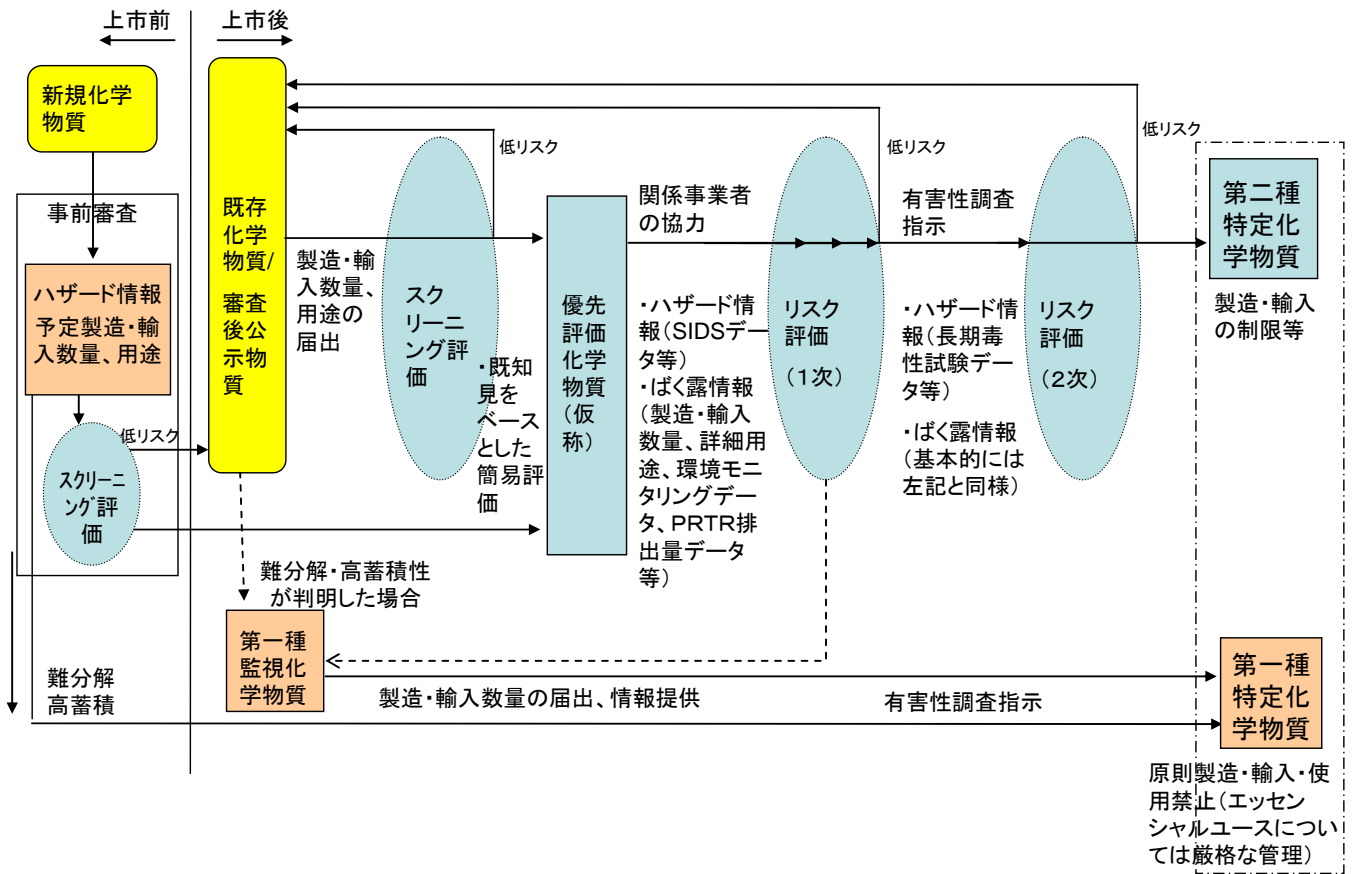 上市前
上市後
新規化学
物質
事前審査
ハザード情報
予定製造・輸
入数量、用途
スクリーニ
ング評
価
低リスク
難分解
高蓄積
既存
化学
物質/
審査
後公
示物
質
製造・輸
入数量、
用途の
届出
スク
リーニ
ング評
価
低リスク
・既知
見を
ベース
とした
簡易評
価
優先
評価
化学
物質
(仮
称)
関係事業者
の協力
・ハザード情
報(SIDSデー
タ等)
・ばく露情報
(製造・輸入
数量、詳細用
途、環境モニ
タリングデー
タ、PRTR排
出量データ
等)
リスク
評価
(1次)
低リスク
有害性調査
指示
・ハザード情
報(長期毒
性試験デー
タ等)
・ばく露情報
(基本的には
左記と同様)
リスク
評価
(2次)
低リスク
第二種
特定化
学物質
製造・輸入
の制限等
難分解・高蓄積性
が判明した場合
第一種
監視化
学物質
製造・輸入数量の届出、情報提供
有害性調査指示
第一種
特定化
学物質
原則製造・輸入・使
用禁止(エッセン
シャルユースについ
ては厳格な管理)